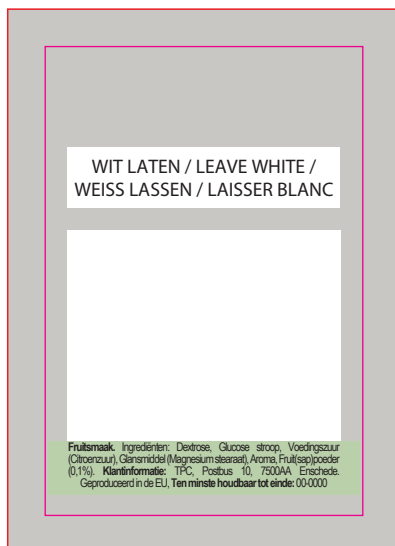 WIT LATEN / LEAVE WHITE /
WEISS LASSEN / LAISSER BLANC
Fruitsmaak. Ingrediënten: Dextrose, Glucose stroop, Voedingszuur
(Citroenzuur), Glansmiddel (Magnesium stearaat), Aroma, Fruit(sap)poeder
(0,1%). Klantinformatie: TPC, Postbus 10, 7500AA Enschede.
Geproduceerd in de EU, Ten minste houdbaar tot einde: 00-0000